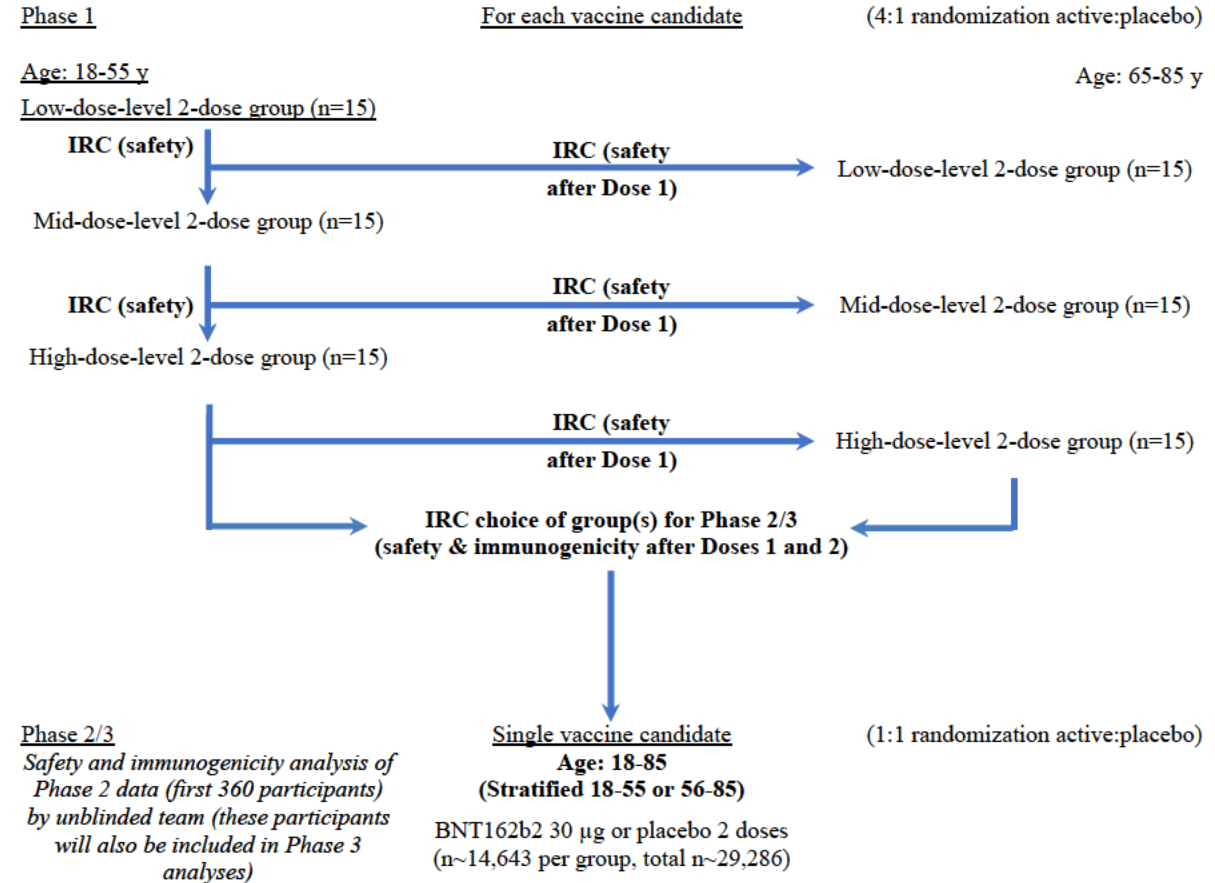 Phase 1
For each vaccine candidate
(4:1 randomization active:placebo)
Age: 18-55 y
Age: 65-85 y
Low-dose-level 2-dose group (n=15)
IRC (safety)
IRC (safety
after Dose 1)
Low-dose-level 2-dose group (n=15)
Mid-dose-level 2-dose group (n=15)
IRC (safety)
IRC (safety
after Dose 1)
Mid-dose-level 2-dose group (n=15)
High-dose-level 2-dose group (n=15)
IRC (safety
after Dose 1)
High-dose-level 2-dose group (n=15)
IRC choice of group(s) for Phase 2/3
(safety & immunogenicity after Doses 1 and 2)
Phase 2/3
Safety and immunogenicity analysis of
Phase 2 data (first 360 participants)
by unblinded team (these participants
will also be included in Phase 3
analyses)
Single vaccine candidate
Age: 18-85
(Stratified 18-55 or 56-85)
BNT162b2 30 µg or placebo 2 doses
(n~14,643 per group, total n~29,286)
(1:1 randomization active:placebo)